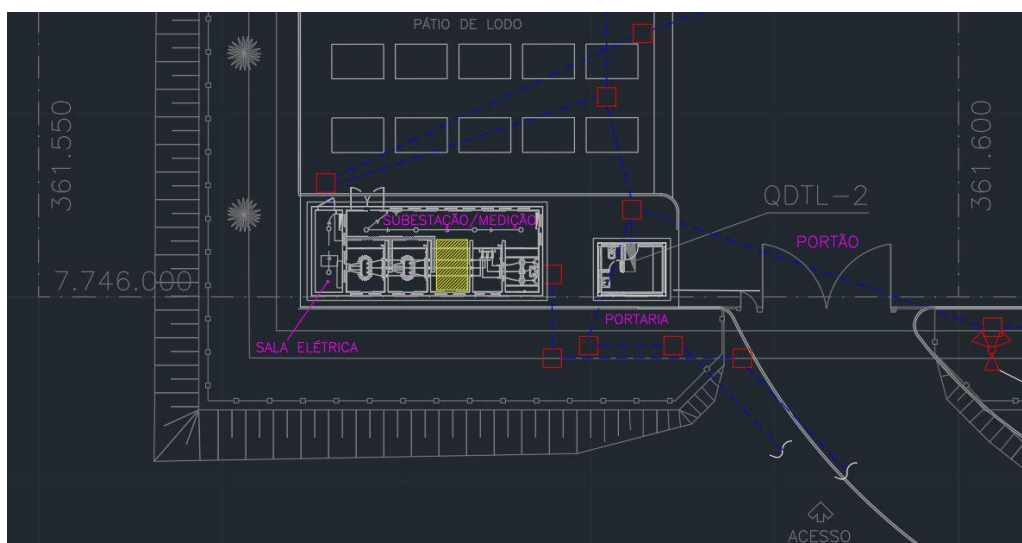 PÁTIO DE LODO
361.550
361.600
QDTL-2
SUBESTAÇÃO/MEDIÇÃO
PORTÃO
7.746.000
PORTARIA
SALA ELÉTRICA
ACESSO